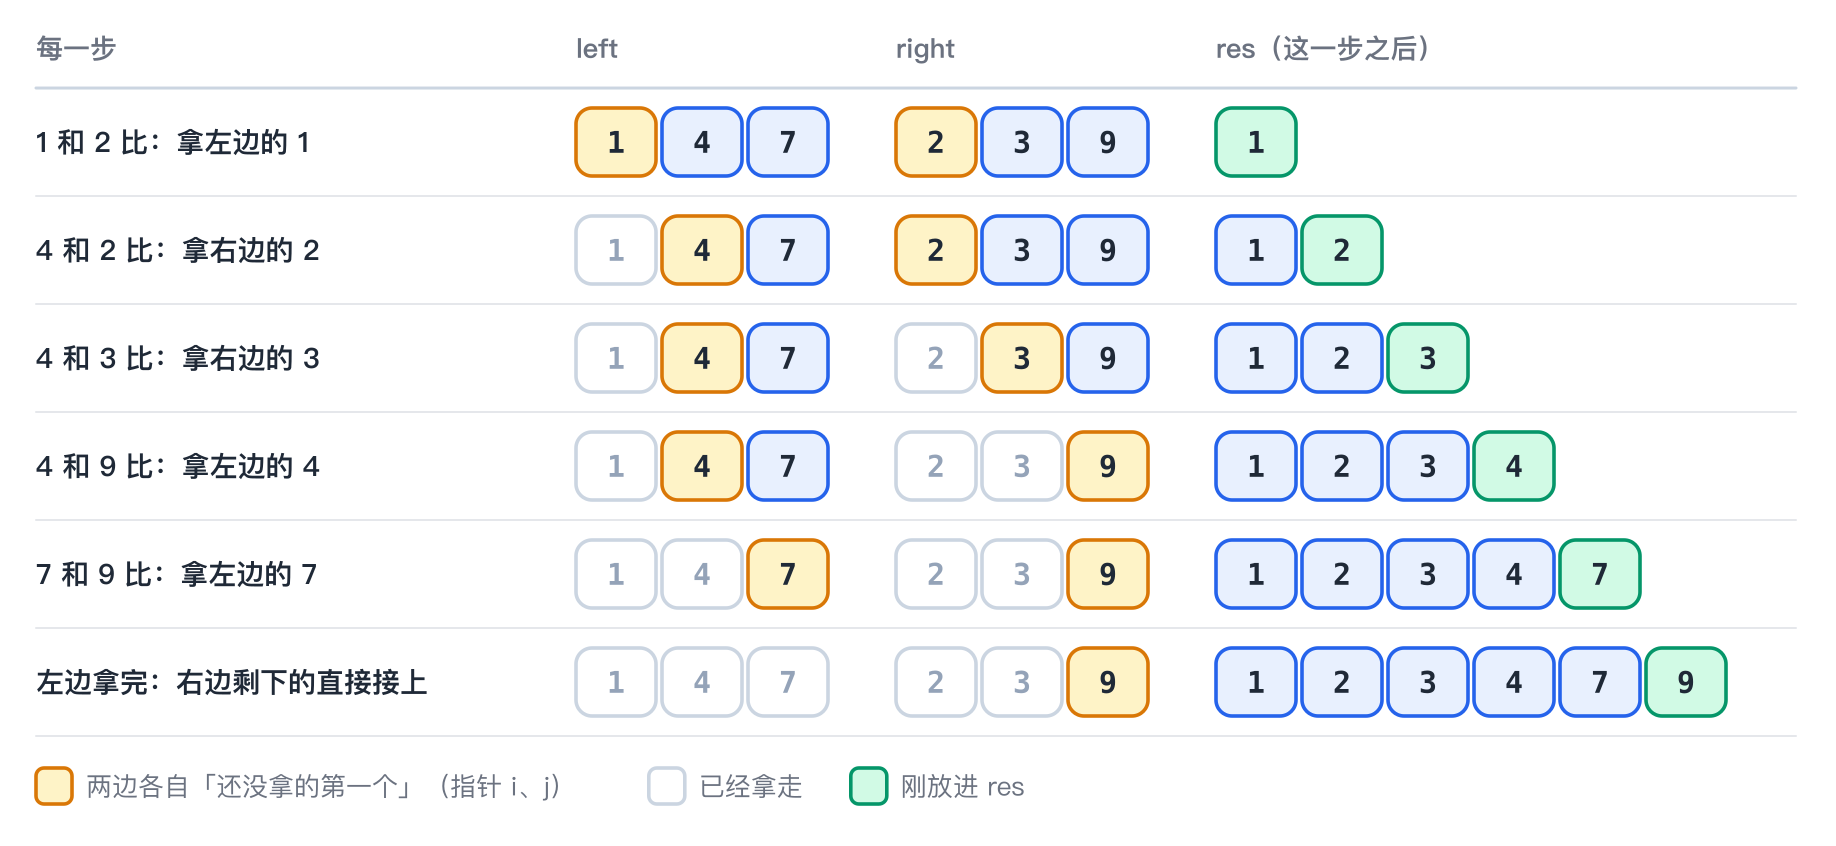 每一步 left right res（这一步之后）
1 和 2 比：拿左边的 1 1 4 7 2 3 9 1
4 和 2 比：拿右边的 2 1 4 7 2 3 9 1 2
4 和 3 比：拿右边的 3 1 4 7 2 3 9 1 2 3
4 和 9 比：拿左边的 4 1 4 7 2 3 9 1 2 3 4
7 和 9 比：拿左边的 7 1 4 7 2 3 9 1 2 3 4 7
左边拿完：右边剩下的直接接上 1 4 7 2 3 9 1 2 3 4 7 9
两边各自「还没拿的第一个」（指针 i、j） 已经拿走 刚放进 res